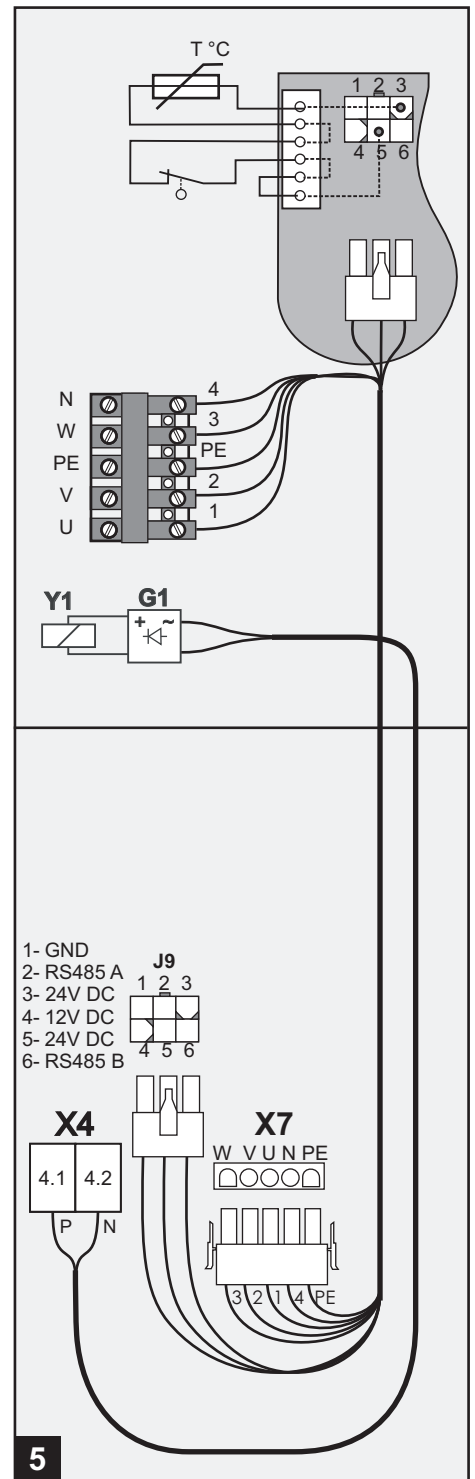 T °C
1 2 3
4 5 6
N 4
W 3
PE PE
V 2
U 1
Y1 G1
+ ~
1- GND
2- RS485 A
3- 24V DC
4- 12V DC
5- 24V DC
6- RS485 B
J9
1 2 3
4 5 6
X4
4.1 4.2
P N
X7
W V U N PE
3 2 1 4 PE
5